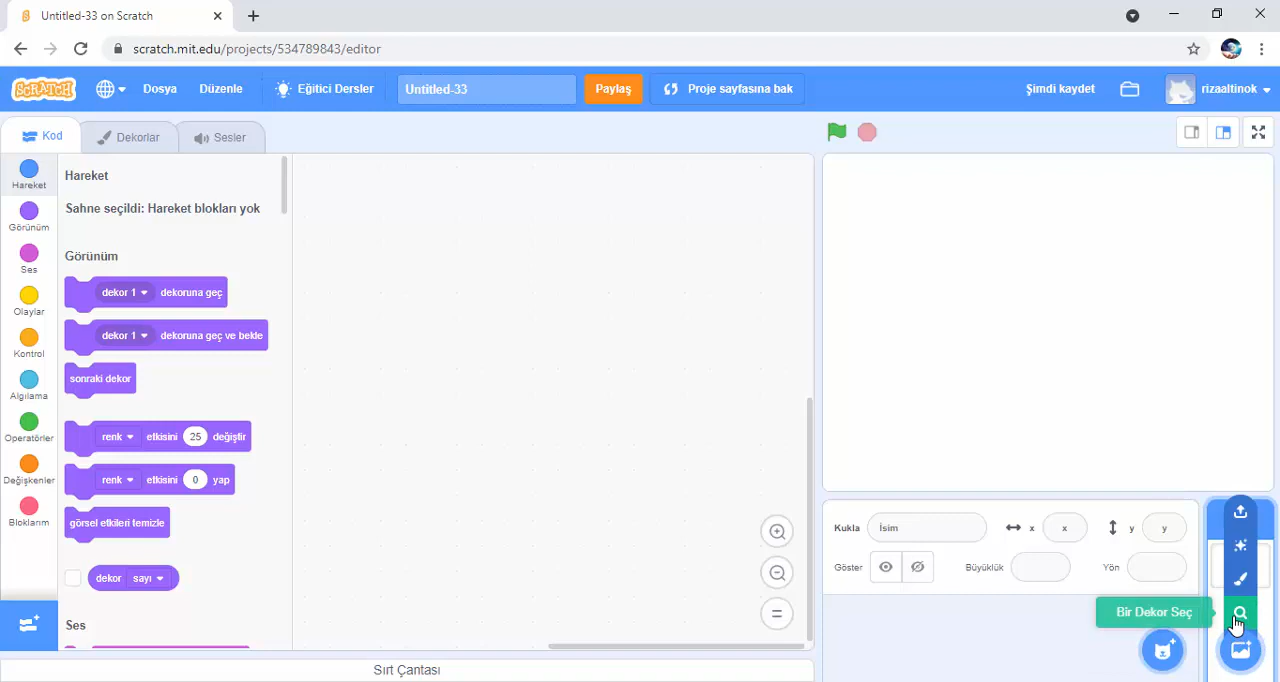 Untitled-33 on Scratch
scratch.mit.edu/projects/534789843/editor
SCRATCH
Dosya
Düzenle
Eğitici Dersler
Untitled-33
Paylaş
Proje sayfasına bak
Şimdi kaydet
rizaaltinok
Kod
Dekorlar
Sesler
Hareket
Görünüm
Ses
Olaylar
Kontrol
Algılama
Operatörler
Değişkenler
Bloklarım
Hareket
Sahne seçildi: Hareket blokları yok
Görünüm
dekor 1 dekoruna geç
dekor 1 dekoruna geç ve bekle
sonraki dekor
renk etkisini 25 değiştir
renk etkisini 0 yap
görsel etkileri temizle
dekor sayı
Ses
Sırt Çantası
Kukla İsim x x y y
Göster Büyüklük Yön
Bir Dekor Seç